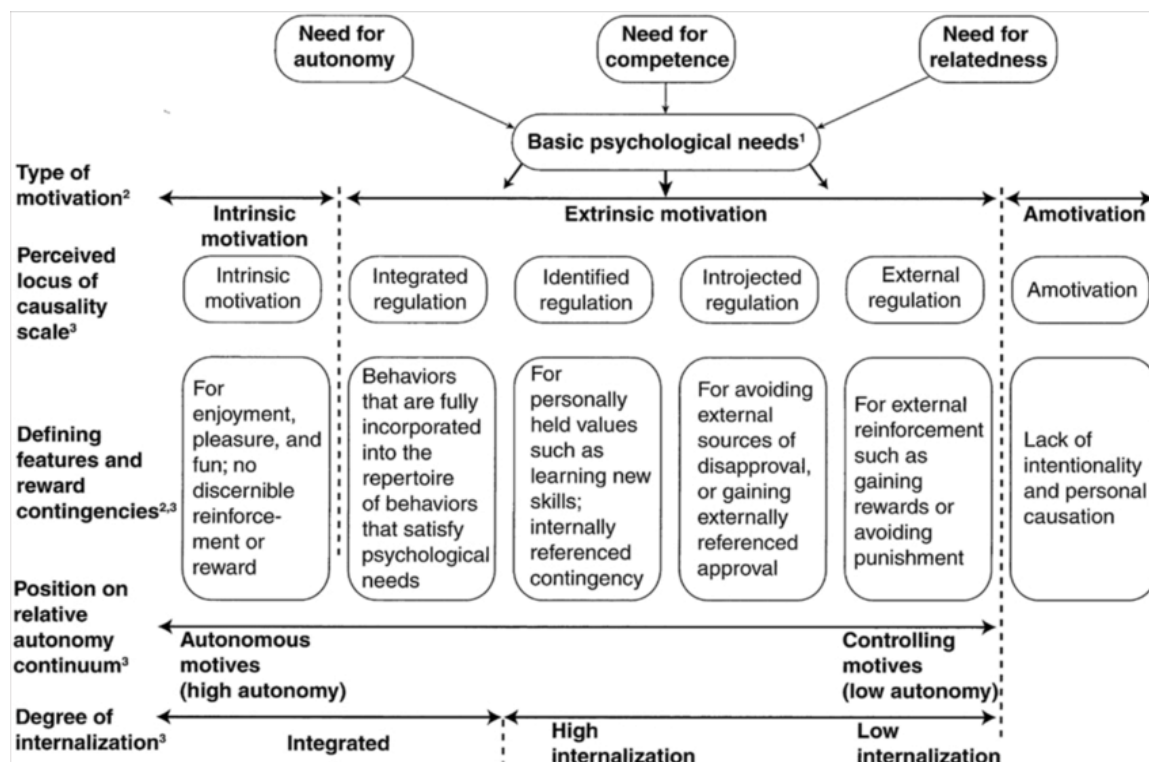 Need for
autonomy
Need for
competence
Need for
relatedness
Basic psychological needs¹
Type of
motivation²
Intrinsic
motivation
Extrinsic motivation
Amotivation
Perceived
locus of
causality
scale³
Intrinsic
motivation
Integrated
regulation
Identified
regulation
Introjected
regulation
External
regulation
Amotivation
Defining
features and
reward
contingencies²,³
For
enjoyment,
pleasure, and
fun; no
discernible
reinforce-
ment or
reward
Behaviors
that are fully
incorporated
into the
repertoire
of behaviors
that satisfy
psychological
needs
For
personally
held values
such as
learning new
skills;
internally
referenced
contingency
For avoiding
external
sources of
disapproval,
or gaining
externally
referenced
approval
For external
reinforcement
such as
gaining
rewards or
avoiding
punishment
Lack of
intentionality
and personal
causation
Position on
relative
autonomy
continuum³
Autonomous
motives
(high autonomy)
Controlling
motives
(low autonomy)
Degree of
internalization³
Integrated
High
internalization
Low
internalization